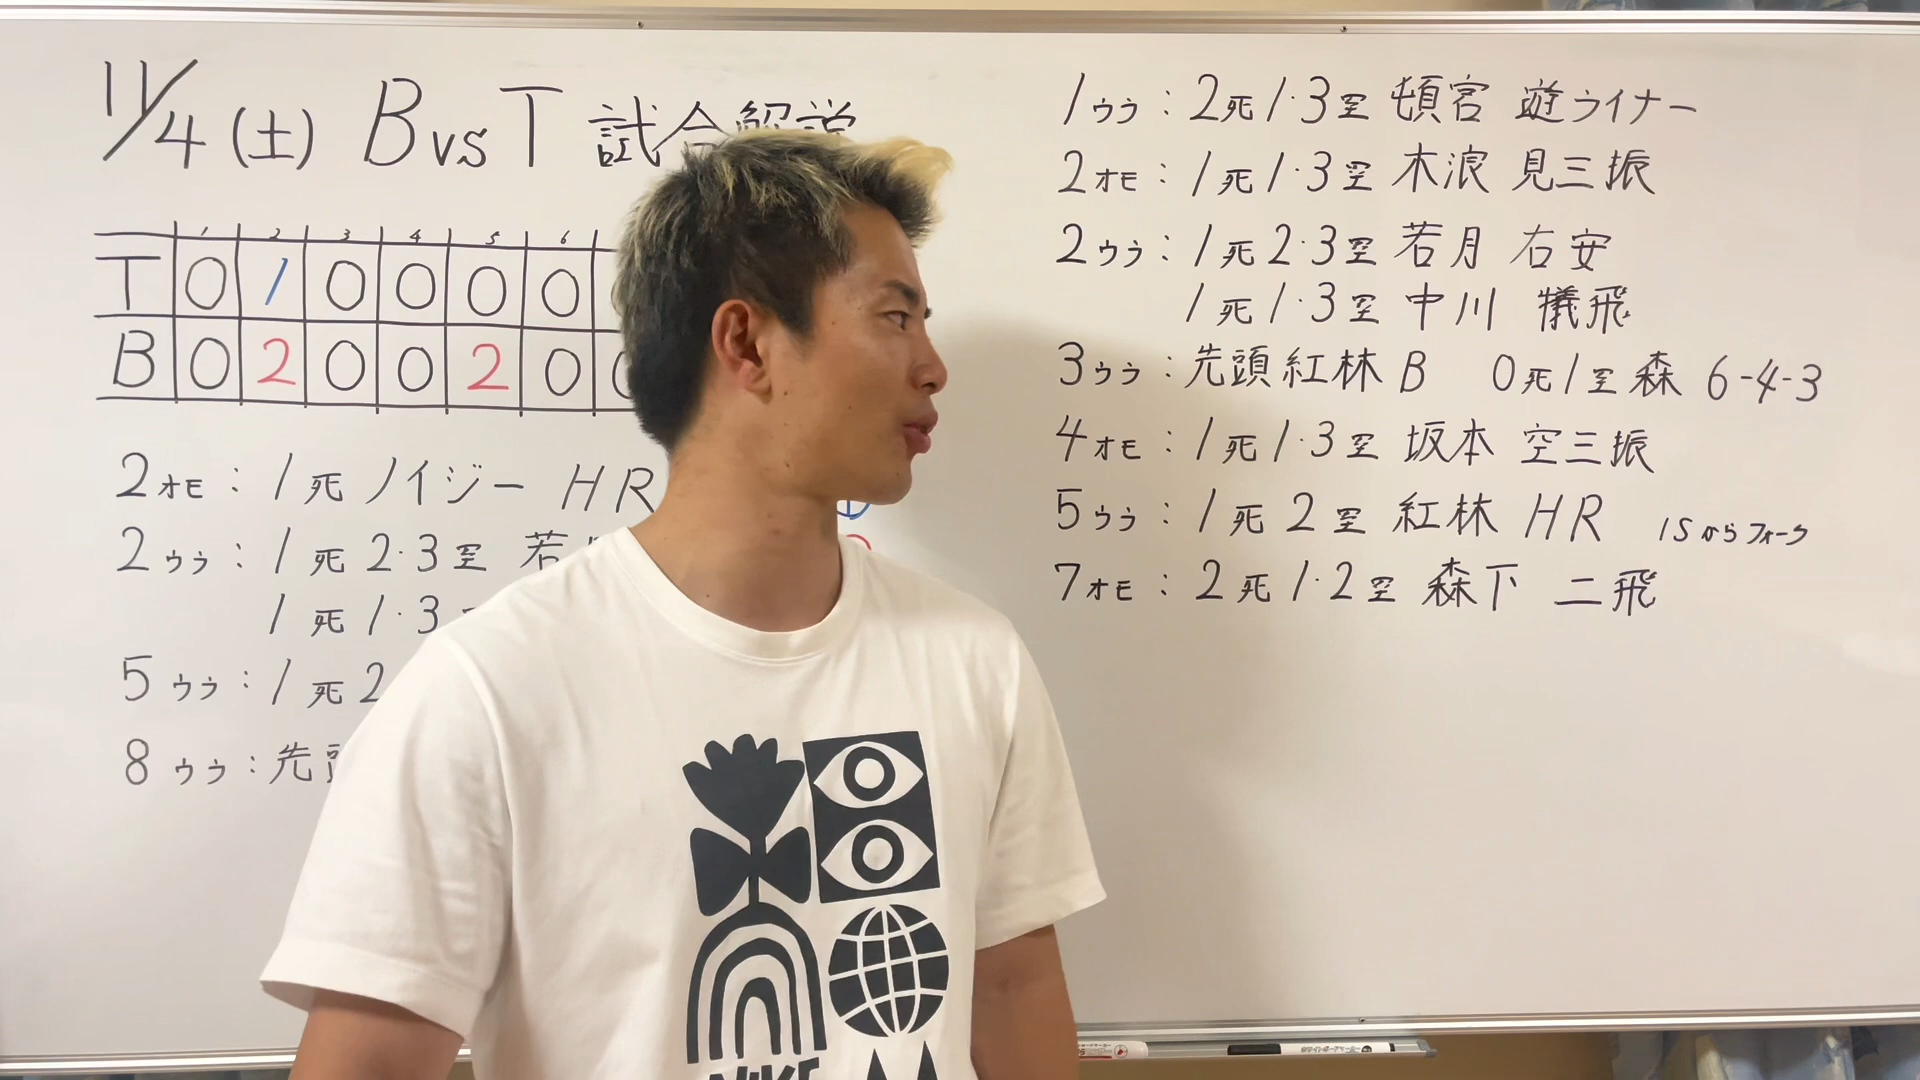 11/4 (土) B vs T 試合解説
1 2 3 4 5 6
T 0 1 0 0 0 0
B 0 2 0 0 2 0
2オモ：1死 ノイジー HR
2ウラ：1死 2・3塁 若
1死 1・3
5ウラ：1死 2
8ウラ：先頭
1ウラ：2死 1・3塁 頓宮 遊ライナー
2オモ：1死 1・3塁 木浪 見三振
2ウラ：1死 2・3塁 若月 右安
1死 1・3塁 中川 犠飛
3ウラ：先頭 紅林 B 0死 1塁 森 6-4-3
4オモ：1死 1・3塁 坂本 空三振
5ウラ：1死 2塁 紅林 HR 1Sからフォーク
7オモ：2死 1・2塁 森下 二飛
NIKE